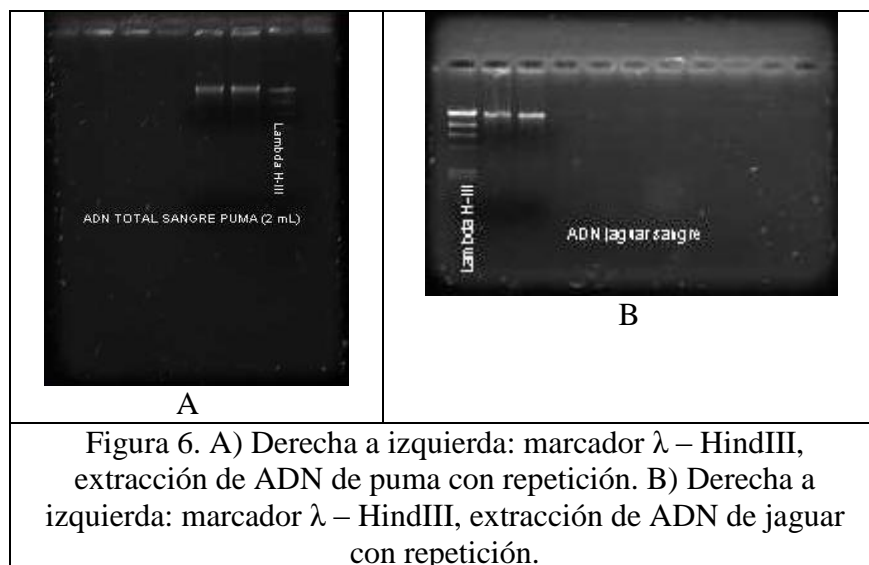 Lambda H-III
ADN TOTAL SANGRE PUMA (2 mL)
A
Lambda H-III
ADN jaguar sangre
B
Figura 6. A) Derecha a izquierda: marcador λ – HindIII,
extracción de ADN de puma con repetición. B) Derecha a
izquierda: marcador λ – HindIII, extracción de ADN de jaguar
con repetición.